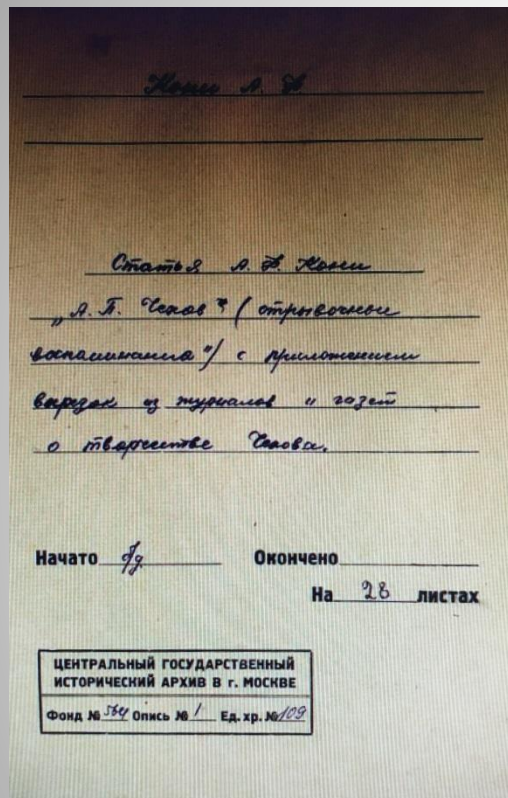 Кони А. Ф
Статья А. Ф. Кони
„А. П. Чехов" (отрывочные
воспоминания") с приложением
вырезок из журналов и газет
о творчестве Чехова.
Начато б/д Окончено
На 28 листах
ЦЕНТРАЛЬНЫЙ ГОСУДАРСТВЕННЫЙ
ИСТОРИЧЕСКИЙ АРХИВ В г. МОСКВЕ
Фонд № 564 Опись № 1 Ед. хр. № 109